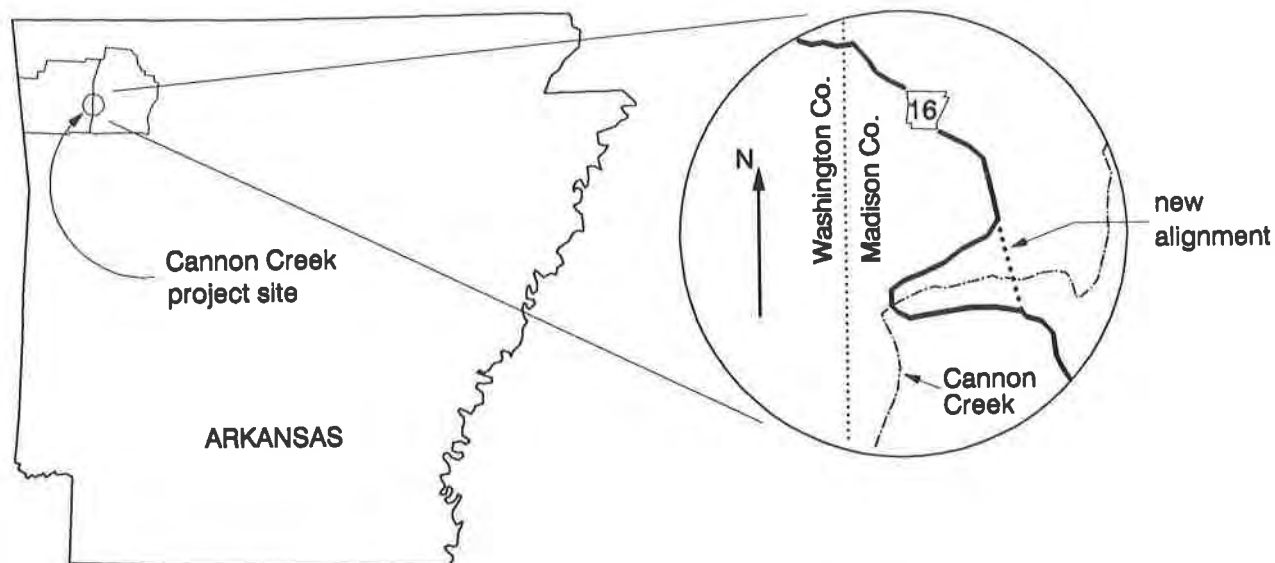 Cannon Creek
project site
ARKANSAS
N
Washington Co.
Madison Co.
16
new
alignment
Cannon
Creek